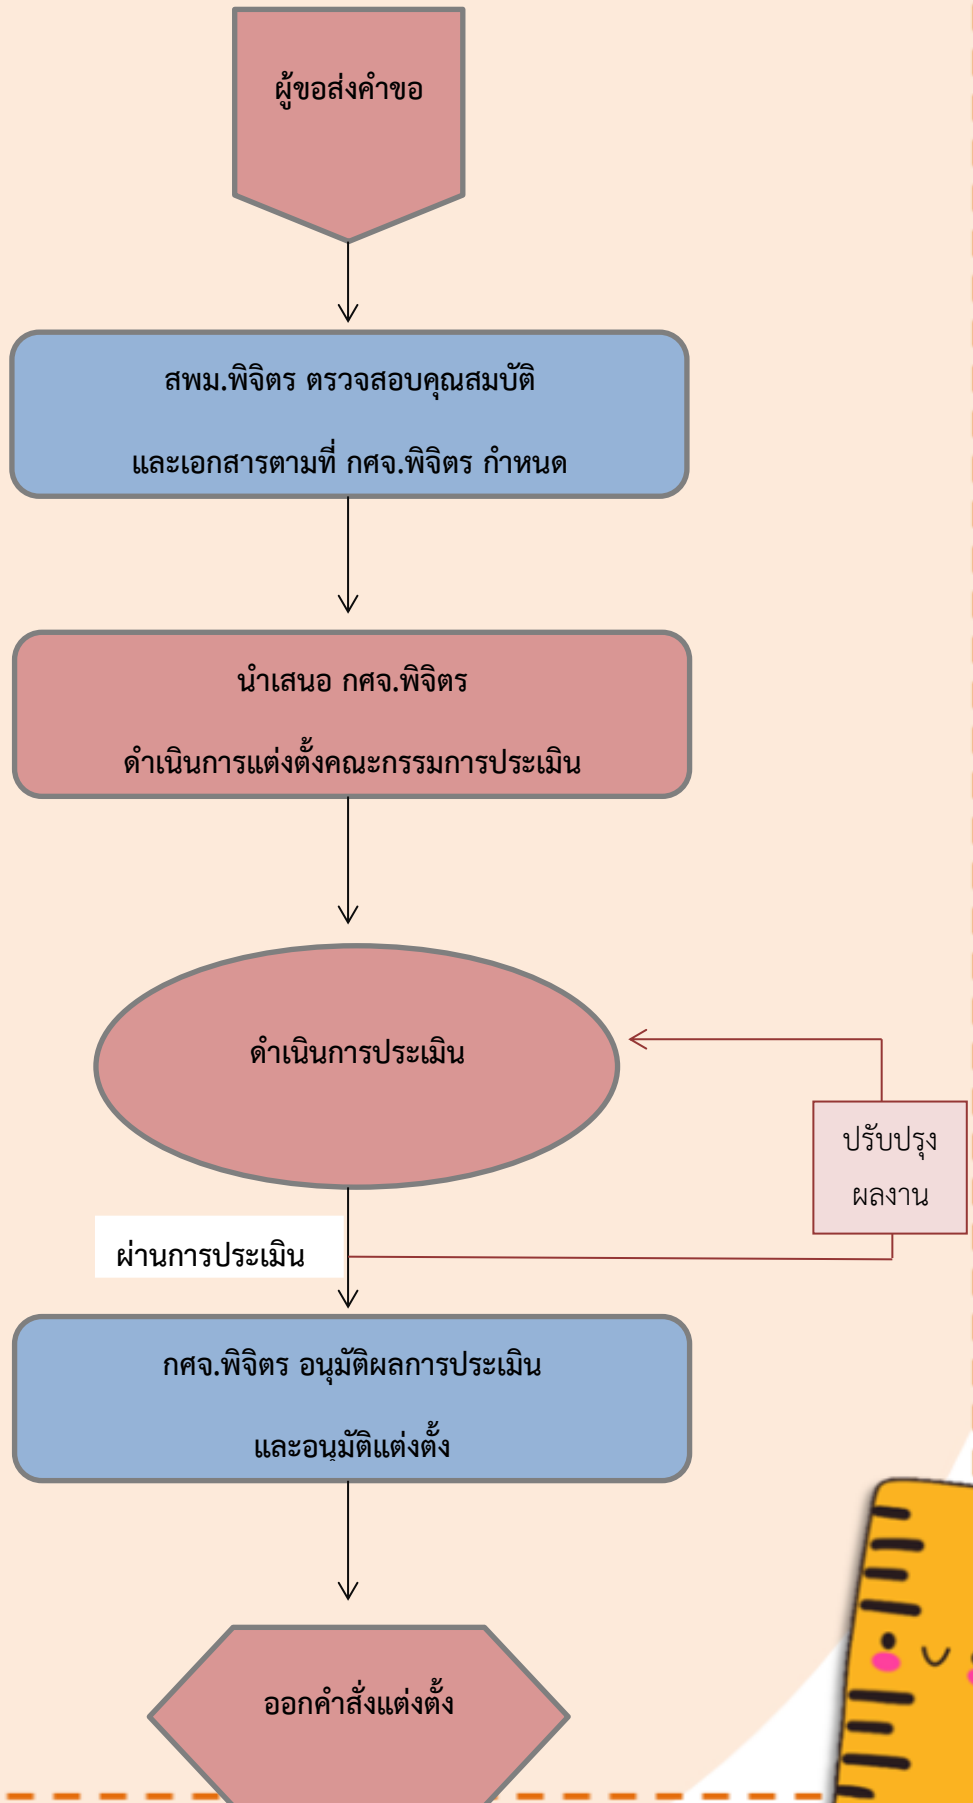 ผู้ขอส่งคำขอ
สพม.พิจิตร ตรวจสอบคุณสมบัติ
และเอกสารตามที่ กศจ.พิจิตร กำหนด
นำเสนอ กศจ.พิจิตร
ดำเนินการแต่งตั้งคณะกรรมการประเมิน
ดำเนินการประเมิน
ปรับปรุง
ผลงาน
ผ่านการประเมิน
กศจ.พิจิตร อนุมัติผลการประเมิน
และอนุมัติแต่งตั้ง
ออกคำสั่งแต่งตั้ง